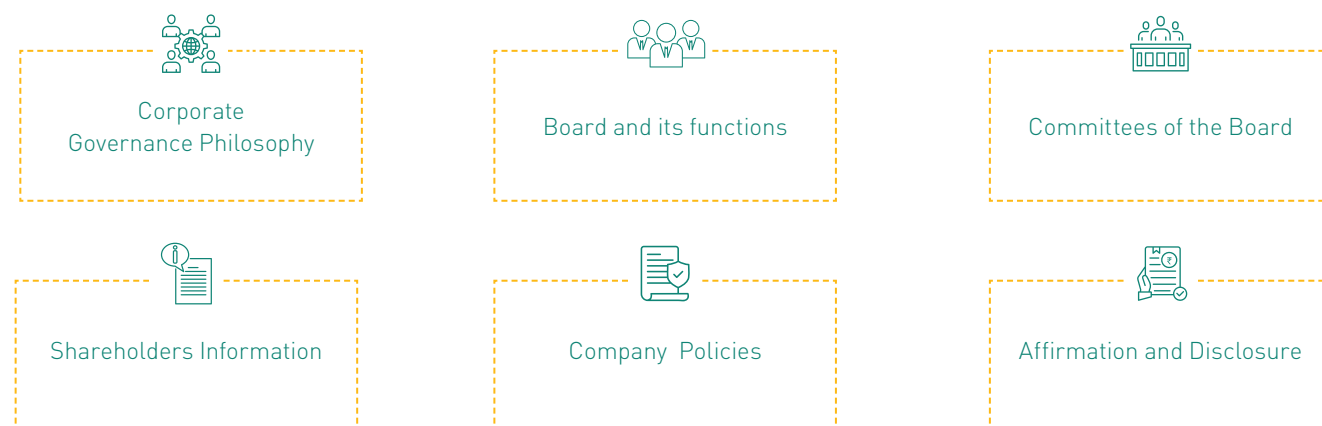 Corporate
Governance Philosophy
Board and its functions
Committees of the Board
Shareholders Information
Company Policies
Affirmation and Disclosure